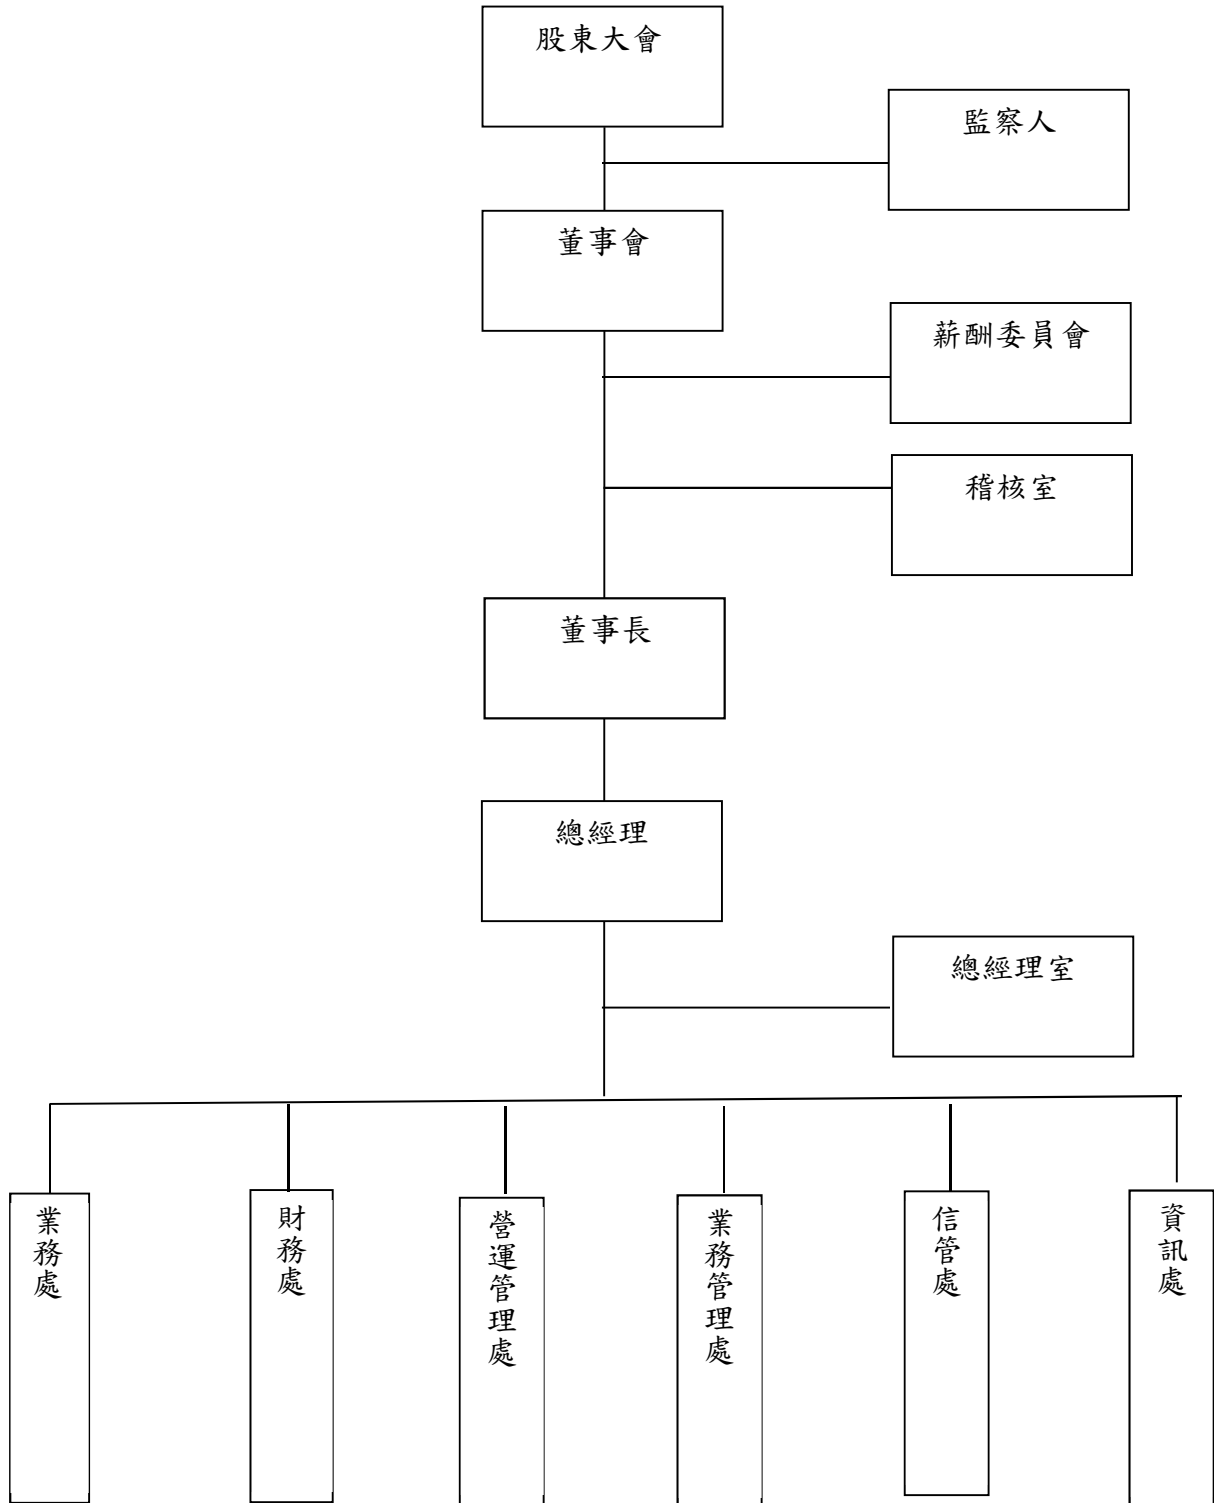 股東大會
監察人
董事會
薪酬委員會
稽核室
董事長
總經理
總經理室
業務處
財務處
營運管理處
業務管理處
信管處
資訊處